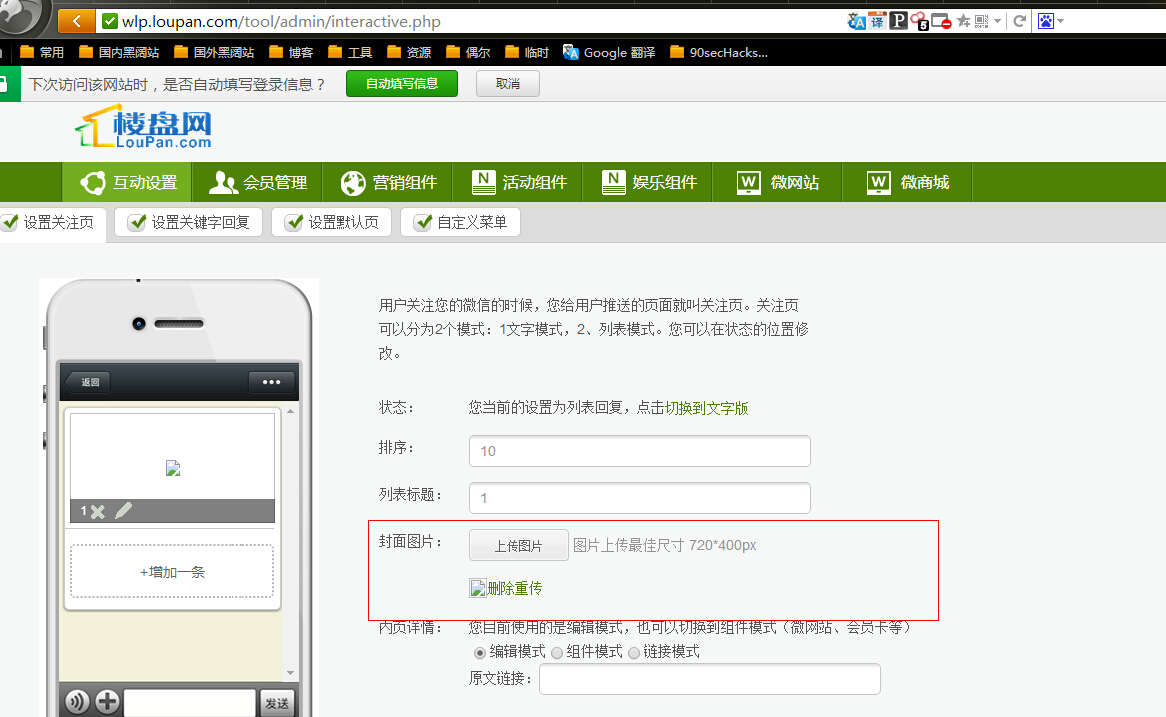 wlp.loupan.com/tool/admin/interactive.php
译 P 5
常用 国内黑阔站 国外黑阔站 博客 工具 资源 偶尔 临时 Google 翻译 90secHacks...
下次访问该网站时，是否自动填写登录信息？ 自动填写信息 取消
楼盘网
LouPan.com
互动设置 会员管理 营销组件 N 活动组件 N 娱乐组件 W 微网站 W 微商城
设置关注页 设置关键字回复 设置默认页 自定义菜单
用户关注您的微信的时候，您给用户推送的页面就叫关注页。关注页
可以分为2个模式：1文字模式，2、列表模式。您可以在状态的位置修
改。
返回
1
+增加一条
发送
状态： 您当前的设置为列表回复，点击切换到文字版
排序： 10
列表标题： 1
封面图片： 上传图片 图片上传最佳尺寸 720*400px
删除重传
内页详情： 您目前使用的是编辑模式，也可以切换到组件模式（微网站、会员卡等）
编辑模式 组件模式 链接模式
原文链接：